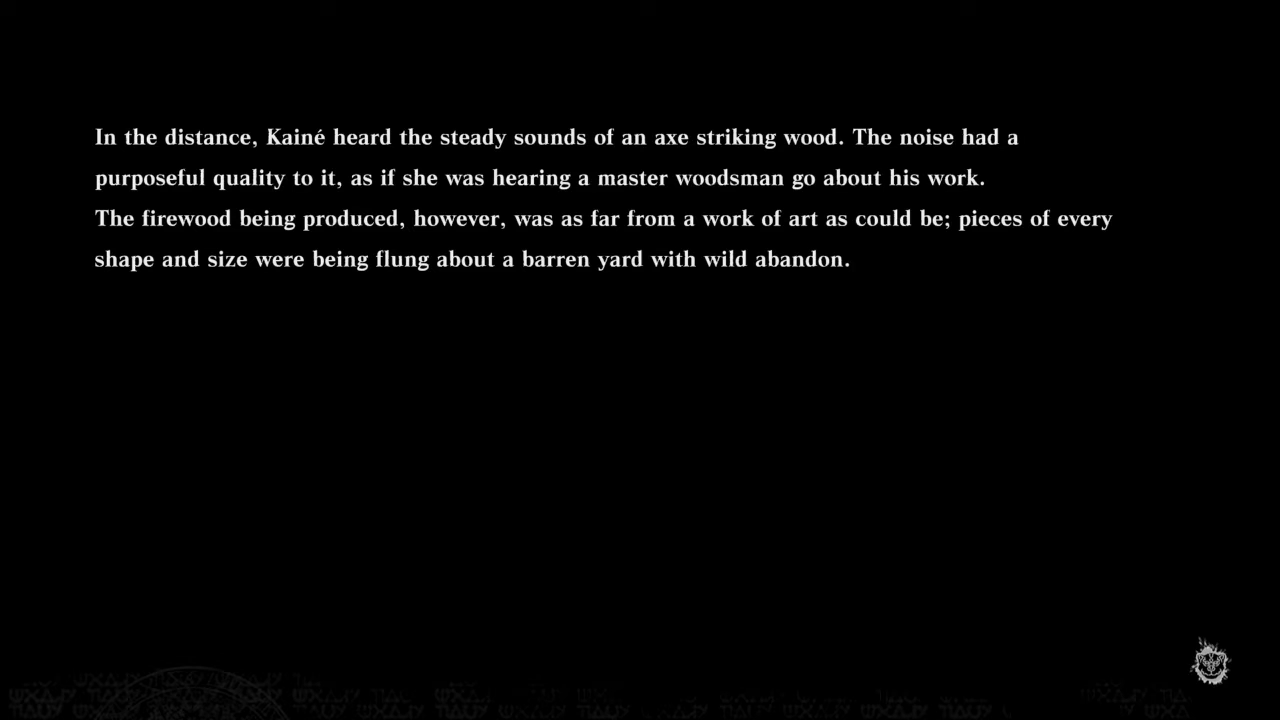 In the distance, Kainé heard the steady sounds of an axe striking wood. The noise had a
purposeful quality to it, as if she was hearing a master woodsman go about his work.
The firewood being produced, however, was as far from a work of art as could be; pieces of every
shape and size were being flung about a barren yard with wild abandon.